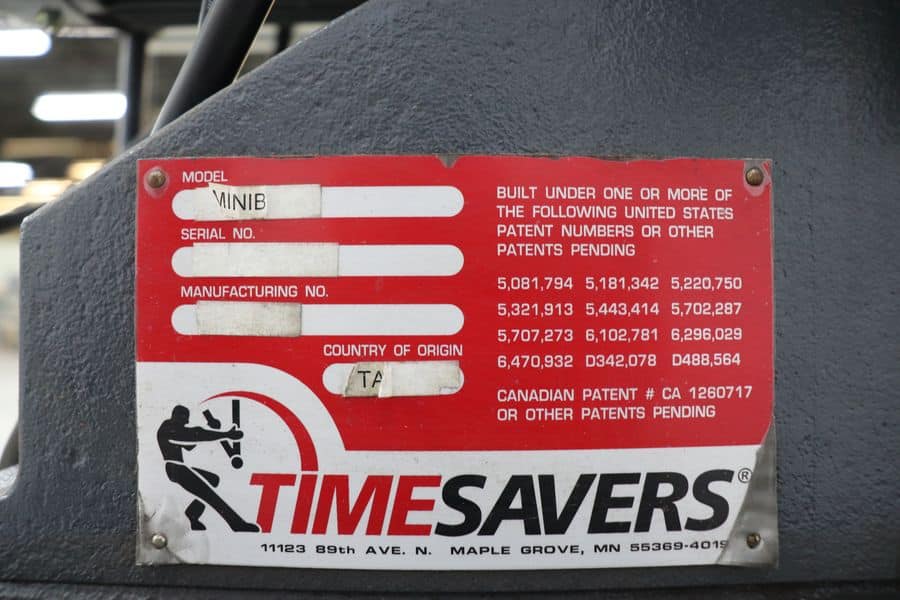 MODEL
MINIB
SERIAL NO.
MANUFACTURING NO.
COUNTRY OF ORIGIN
TA
BUILT UNDER ONE OR MORE OF
THE FOLLOWING UNITED STATES
PATENT NUMBERS OR OTHER
PATENTS PENDING
5,081,794 5,181,342 5,220,750
5,321,913 5,443,414 5,702,287
5,707,273 6,102,781 6,296,029
6,470,932 D342,078 D488,564
CANADIAN PATENT # CA 1260717
OR OTHER PATENTS PENDING
TIMESAVERS®
11123 89th AVE. N. MAPLE GROVE, MN 55369-4019